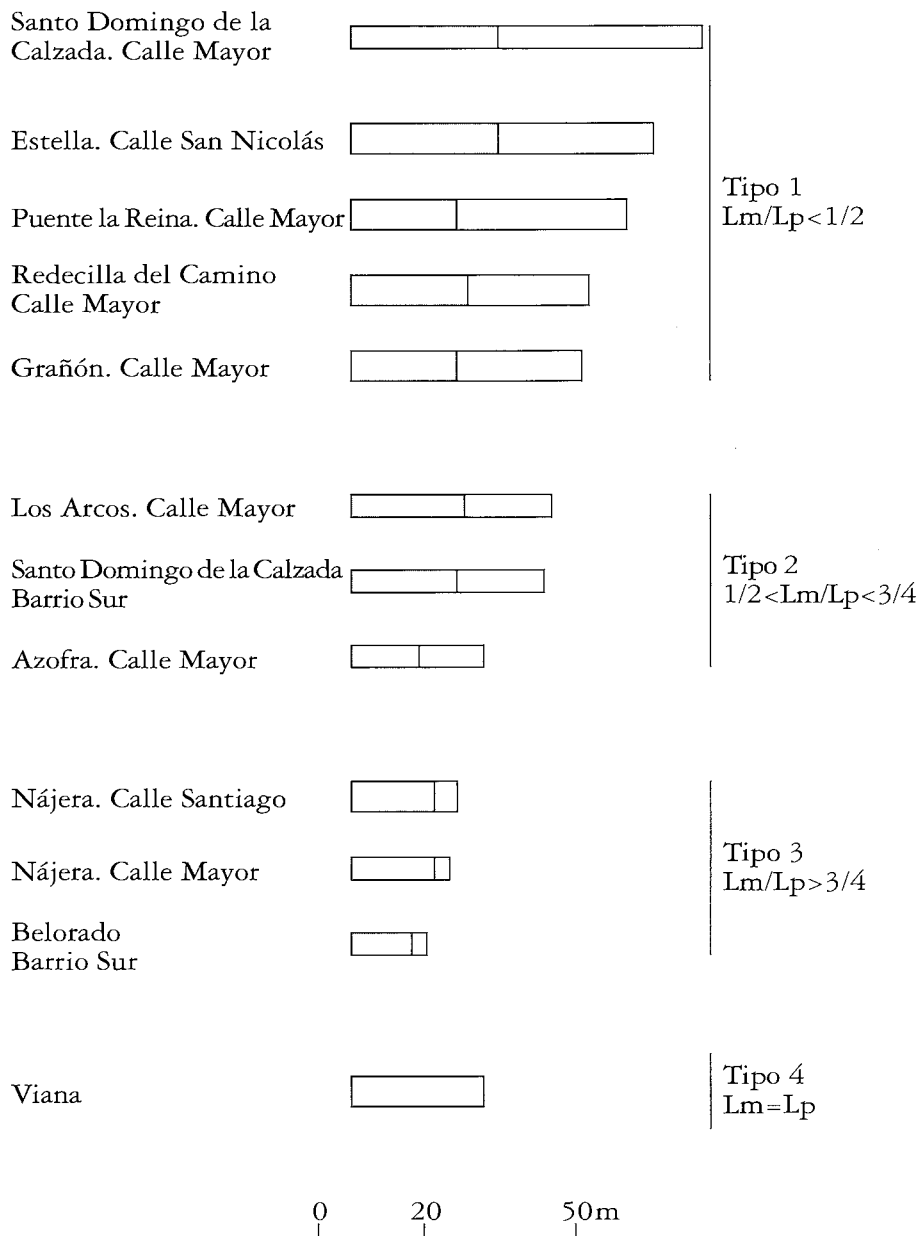 Santo Domingo de la
Calzada. Calle Mayor
Estella. Calle San Nicolás
Puente la Reina. Calle Mayor
Redecilla del Camino
Calle Mayor
Grañón. Calle Mayor
Tipo 1
Lm/Lp<1/2
Los Arcos. Calle Mayor
Santo Domingo de la Calzada
Barrio Sur
Azofra. Calle Mayor
Tipo 2
1/2<Lm/Lp<3/4
Nájera. Calle Santiago
Nájera. Calle Mayor
Belorado
Barrio Sur
Tipo 3
Lm/Lp>3/4
Viana
Tipo 4
Lm=Lp
0 20 50m